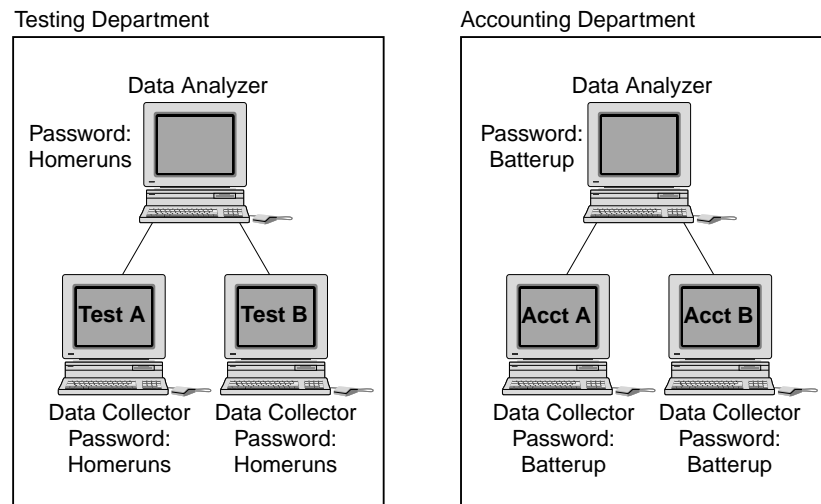 Testing Department
Data Analyzer
Password:
Homeruns
Test A
Test B
Data Collector
Password:
Homeruns
Data Collector
Password:
Homeruns
Accounting Department
Data Analyzer
Password:
Batterup
Acct A
Acct B
Data Collector
Password:
Batterup
Data Collector
Password:
Batterup